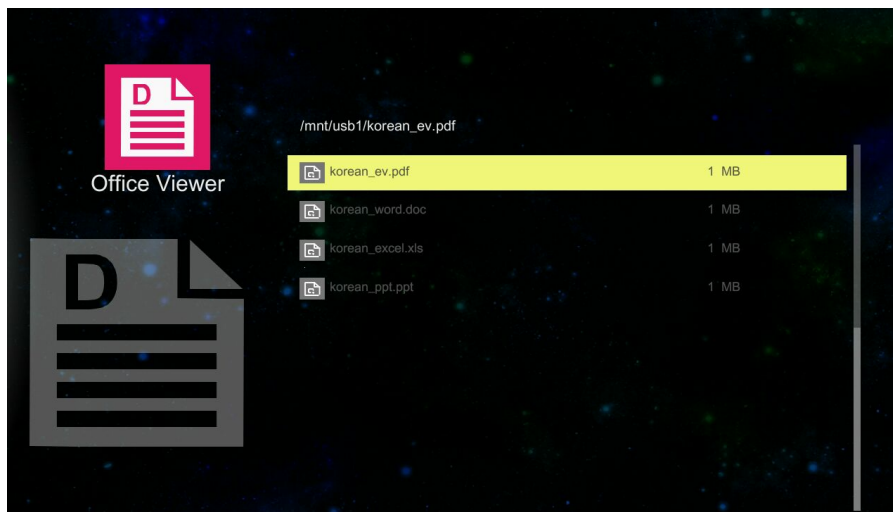 D
Office Viewer
D
/mnt/usb1/korean_ev.pdf
korean_ev.pdf 1 MB
korean_word.doc 1 MB
korean_excel.xls 1 MB
korean_ppt.ppt 1 MB